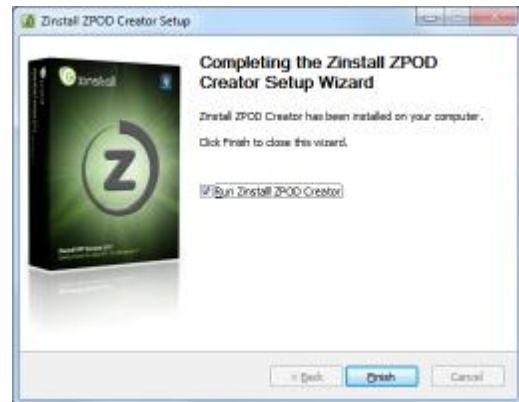 Zinstall ZPOD Creator Setup
Completing the Zinstall ZPOD
Creator Setup Wizard
Zinstall ZPOD Creator has been installed on your computer.
Click Finish to close this wizard.
Run Zinstall ZPOD Creator
zinstall
Z
< Back
Finish
Cancel